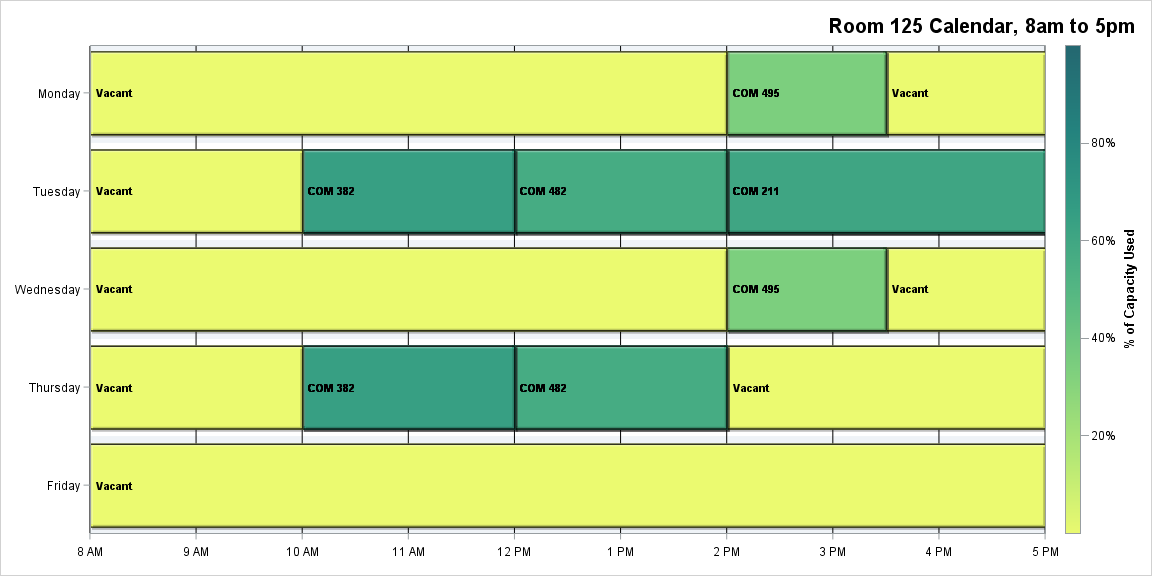 Room 125 Calendar, 8am to 5pm
Monday
Vacant
COM 495
Vacant
Tuesday
Vacant
COM 382
COM 482
COM 211
Wednesday
Vacant
COM 495
Vacant
Thursday
Vacant
COM 382
COM 482
Vacant
Friday
Vacant
8 AM
9 AM
10 AM
11 AM
12 PM
1 PM
2 PM
3 PM
4 PM
5 PM
80%
60%
40%
20%
% of Capacity Used